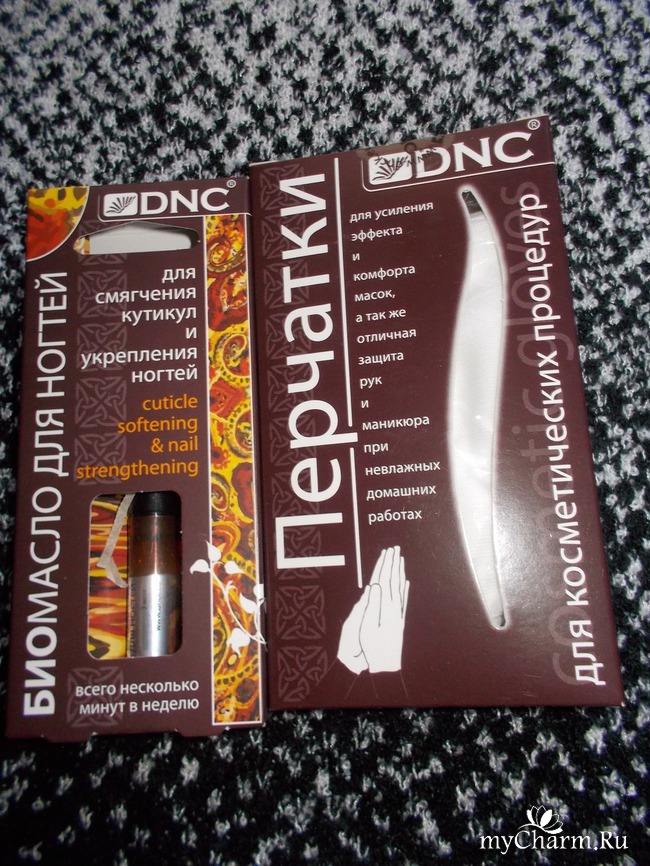 DNC®
БИОМАСЛО ДЛЯ НОГТЕЙ
для
смягчения
кутикул
и
укрепления
ногтей
cuticle
softening
& nail
strengthening
всего несколько
минут в неделю
DNC®
Перчатки
для усиления
эффекта
и
комфорта
масок,
а так же
отличная
защита
рук
и
маникюра
при
невлажных
домашних
работах
для косметических процедур
cosmetic gloves
myCharm.Ru